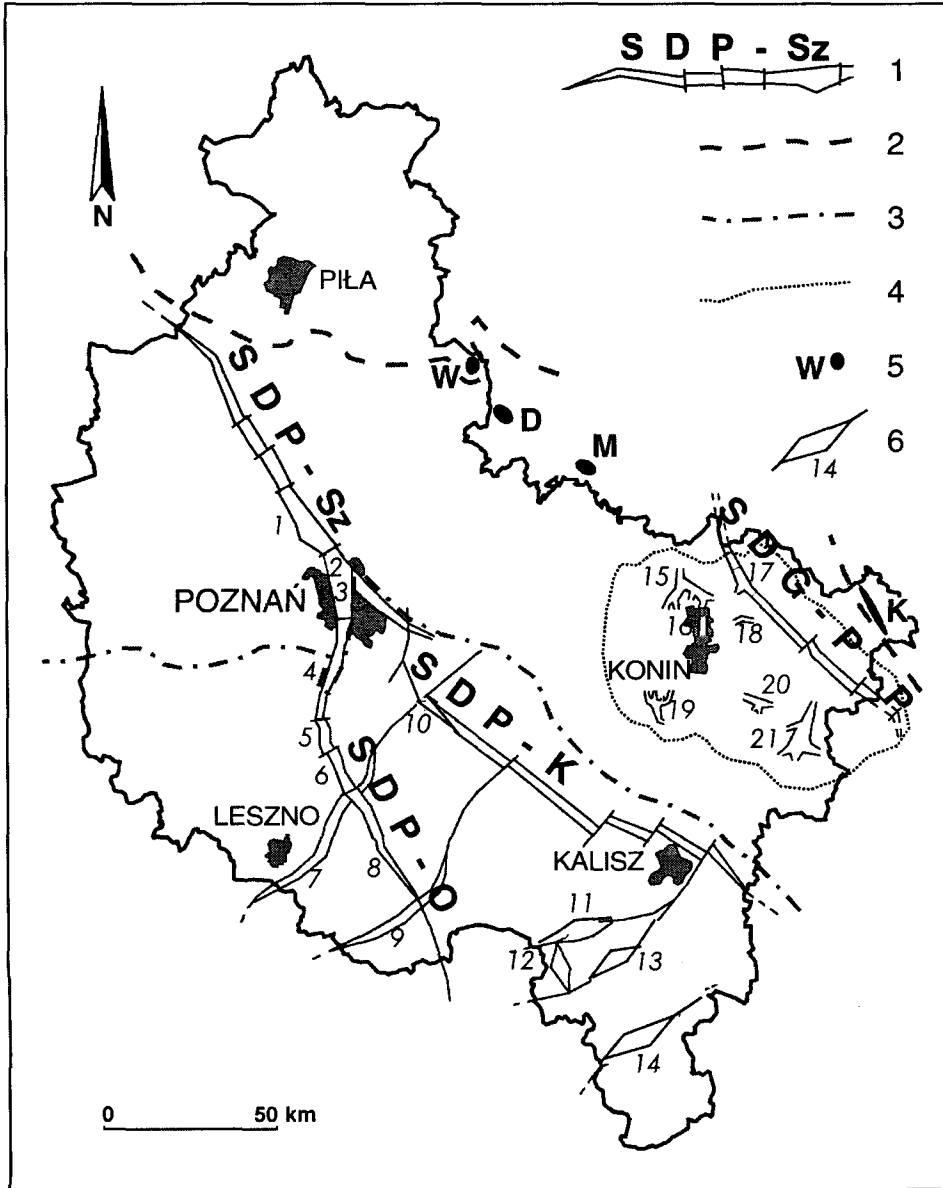 S D P - Sz
1
2
3
4
W
5
14
6
N
PIŁA
SDP-Sz
W
D
M
1
2
3
POZNAŃ
SDG-P-P
15
16
17
18
K
KONIN
19
20
21
4
5
6
SDP-K
10
SDP-O
LESZNO
7
8
9
KALISZ
11
12
13
14
0
50 km